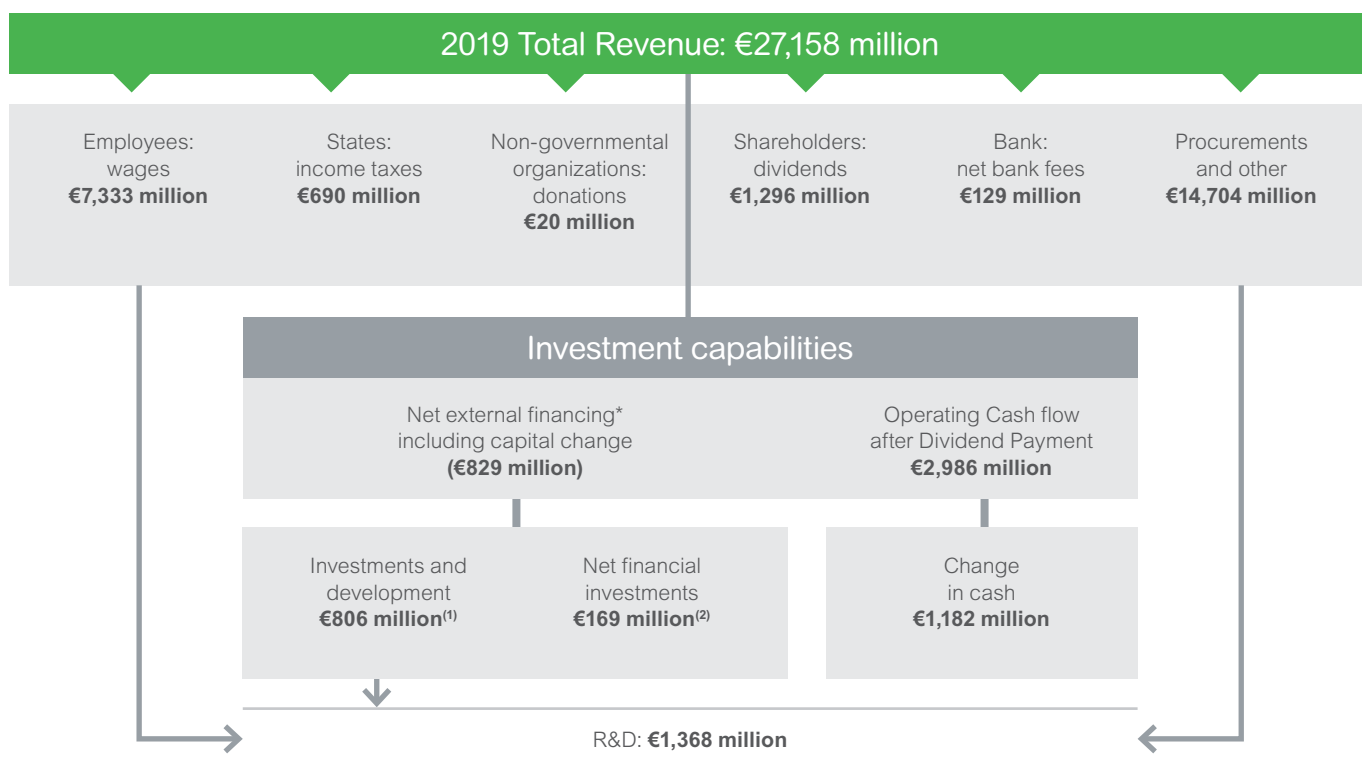 2019 Total Revenue: €27,158 million
Employees:
wages
€7,333 million
States:
income taxes
€690 million
Non-governmental
organizations:
donations
€20 million
Shareholders:
dividends
€1,296 million
Bank:
net bank fees
€129 million
Procurements
and other
€14,704 million
Investment capabilities
Net external financing*
including capital change
(€829 million)
Operating Cash flow
after Dividend Payment
€2,986 million
Investments and
development
€806 million(1)
Net financial
investments
€169 million(2)
Change
in cash
€1,182 million
R&D: €1,368 million